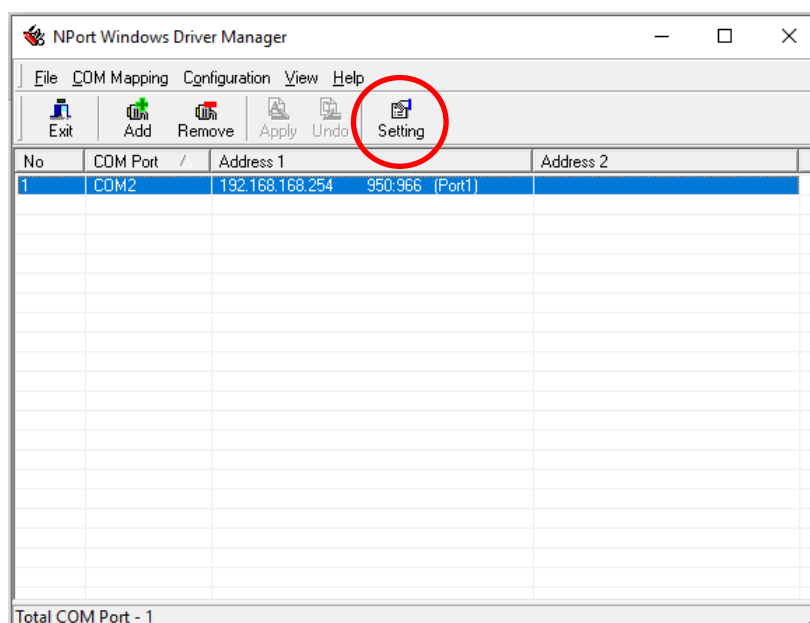 NPort Windows Driver Manager
File COM Mapping Configuration View Help
Exit Add Remove Apply Undo Setting
No COM Port Address 1 Address 2
1 COM2 192.168.168.254 950:966 (Port1)
Total COM Port - 1